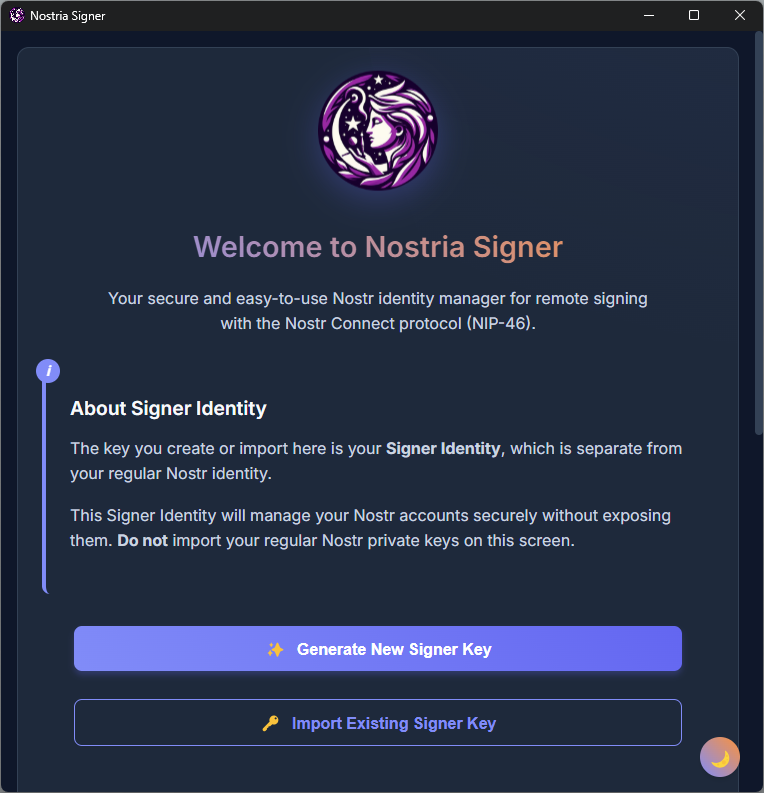 Nostria Signer
Welcome to Nostria Signer
Your secure and easy-to-use Nostr identity manager for remote signing
with the Nostr Connect protocol (NIP-46).
i
About Signer Identity
The key you create or import here is your Signer Identity, which is separate from
your regular Nostr identity.
This Signer Identity will manage your Nostr accounts securely without exposing
them. Do not import your regular Nostr private keys on this screen.
✨ Generate New Signer Key
🔑 Import Existing Signer Key